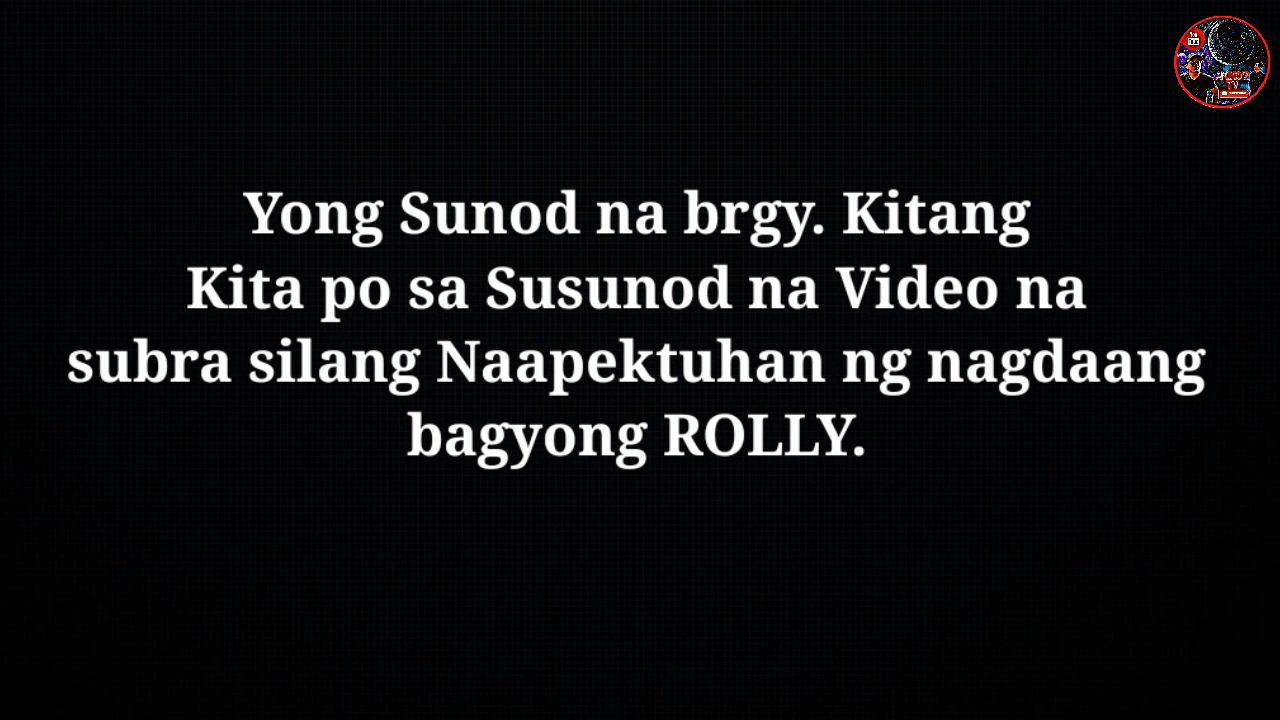 Yong Sunod na brgy. Kitang
Kita po sa Susunod na Video na
subra silang Naapektuhan ng nagdaang
bagyong ROLLY.